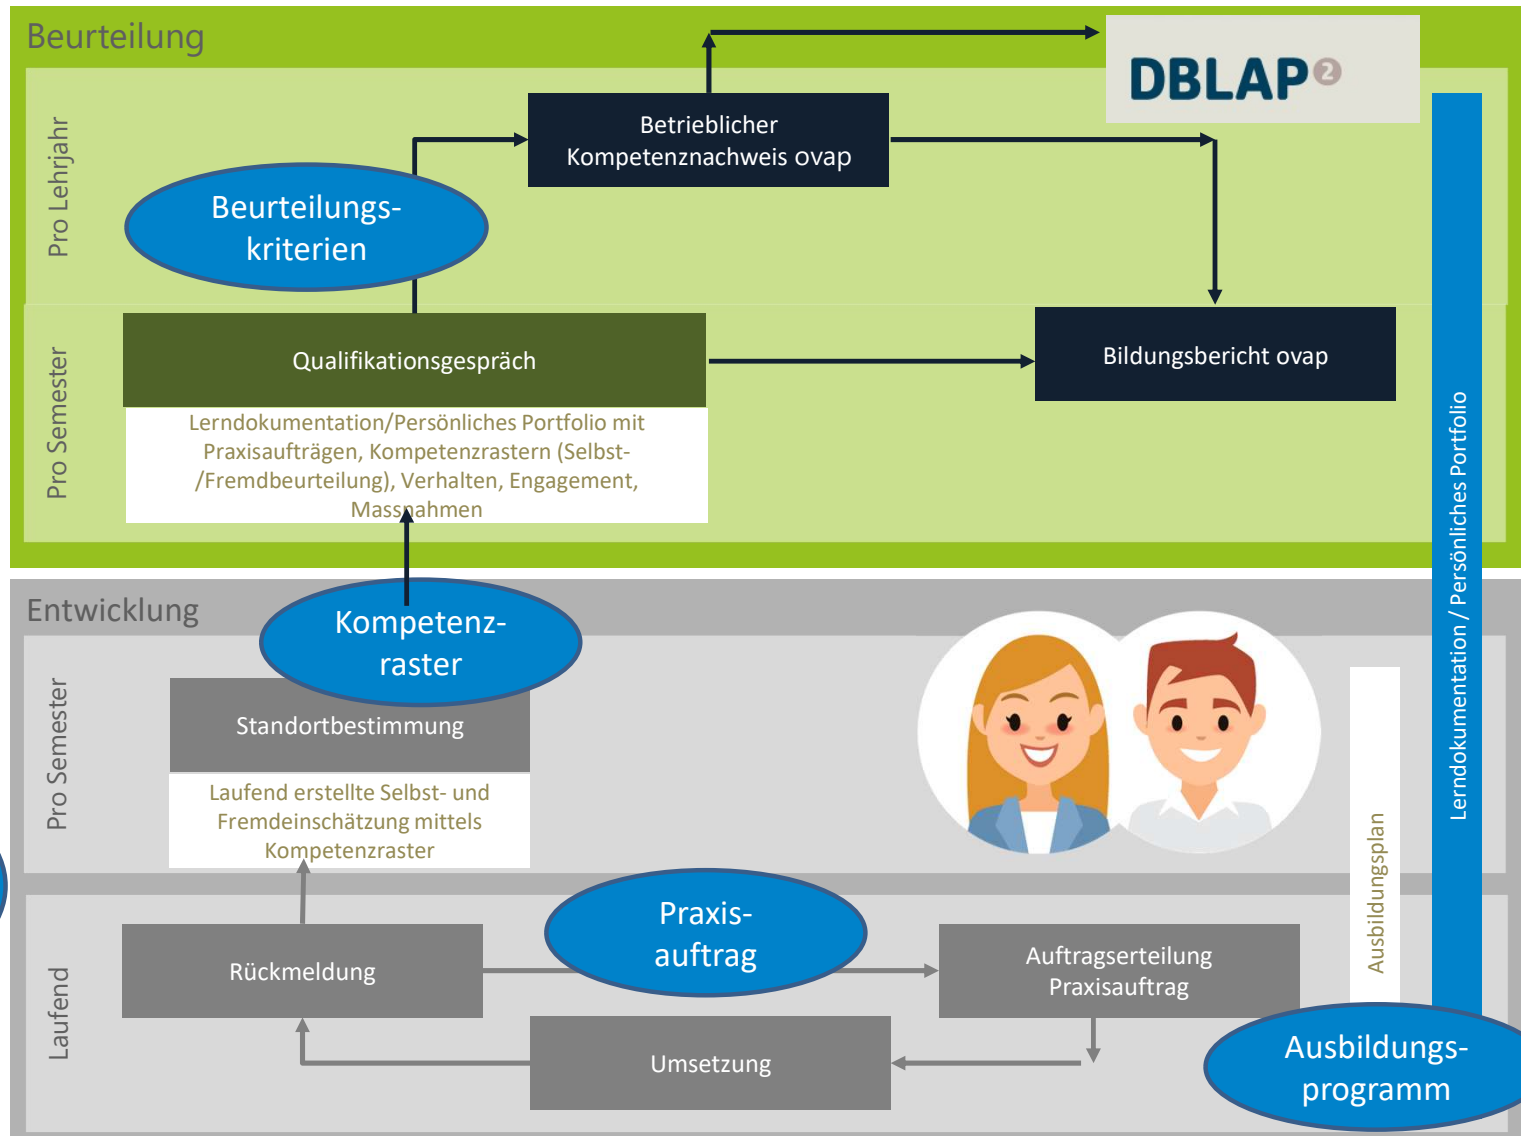 Beurteilung
DBLAP2
Pro Lehrjahr
Betrieblicher
Kompetenznachweis ovap
Beurteilungs-
kriterien
Pro Semester
Qualifikationsgespräch
Bildungsbericht ovap
Lerndokumentation/Persönliches Portfolio mit
Praxisaufträgen, Kompetenzrastern (Selbst-
/Fremdbeurteilung), Verhalten, Engagement,
Massnahmen
Lerndokumentation / Persönliches Portfolio
Entwicklung
Kompetenz-
raster
Pro Semester
Standortbestimmung
Laufend erstellte Selbst- und
Fremdeinschätzung mittels
Kompetenzraster
Ausbildungsplan
Laufend
Praxis-
auftrag
Rückmeldung
Auftragserteilung
Praxisauftrag
Umsetzung
Ausbildungs-
programm